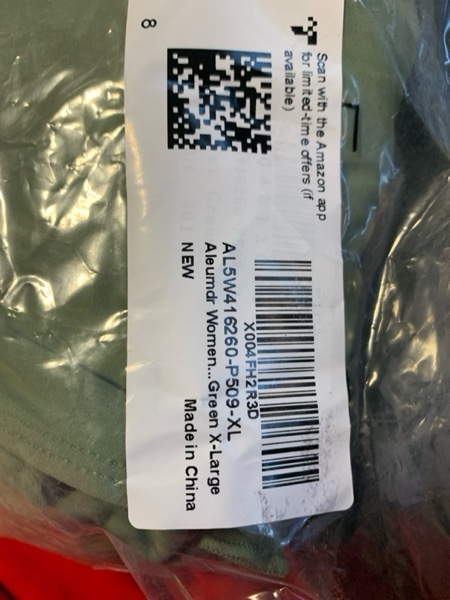 Scan with the Amazon app
for limited-time offers (if
available)
X004FH2R3D
AL5W416260-P509-XL
Aleumdr Women...Green X-Large
NEW
Made in China
8